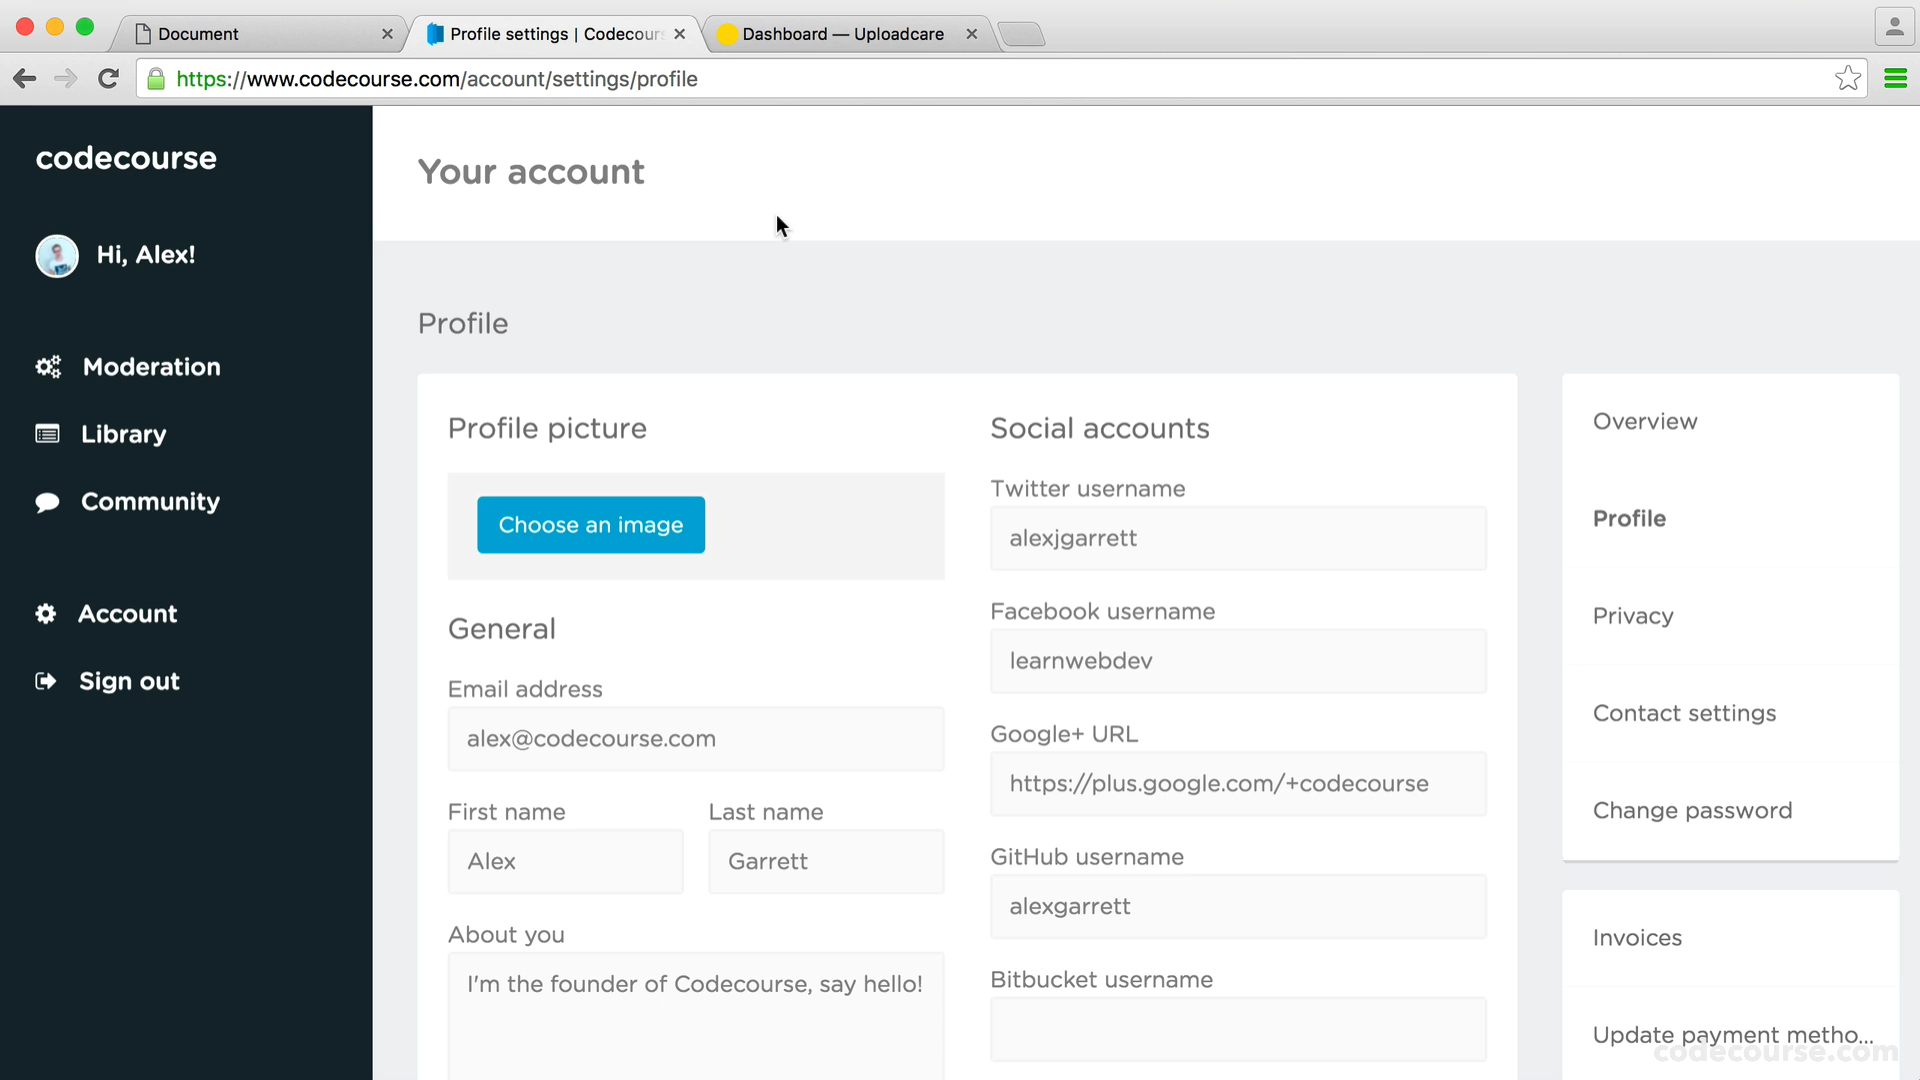 Document
Profile settings | Codecour
Dashboard — Uploadcare
https://www.codecourse.com/account/settings/profile
codecourse
Hi, Alex!
Moderation
Library
Community
Account
Sign out
Your account
Profile
Profile picture
Choose an image
General
Email address
alex@codecourse.com
First name
Last name
Alex
Garrett
About you
I'm the founder of Codecourse, say hello!
Social accounts
Twitter username
alexjgarrett
Facebook username
learnwebdev
Google+ URL
https://plus.google.com/+codecourse
GitHub username
alexgarrett
Bitbucket username
Overview
Profile
Privacy
Contact settings
Change password
Invoices
Update payment metho...
codecourse.com